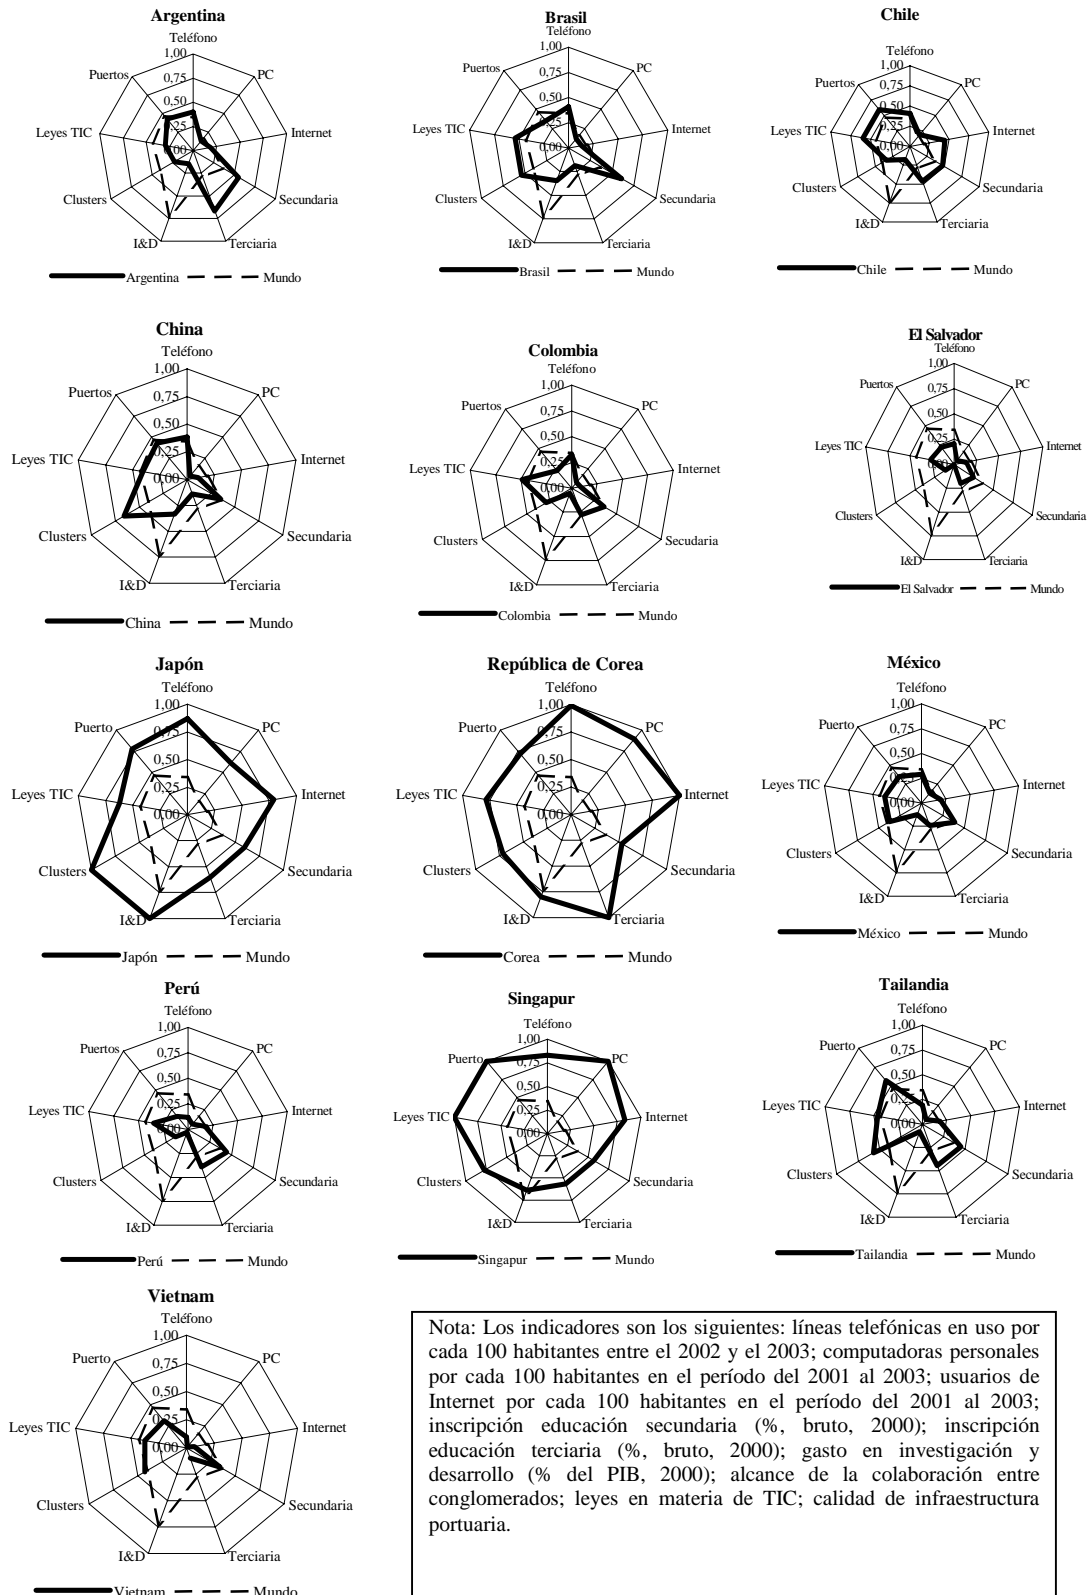 Argentina
Teléfono
1,00
0,75
0,50
0,25
0,00
PC
Internet
Secundaria
Terciaria
I&D
Clusters
Leyes TIC
Puertos
Argentina
Mundo
Brasil
Teléfono
1,00
0,75
0,50
0,25
0,00
PC
Internet
Secundaria
Terciaria
I&D
Clusters
Leyes TIC
Puertos
Brasil
Mundo
Chile
Teléfono
1,00
0,75
0,50
0,25
0,00
PC
Internet
Secundaria
Terciaria
I&D
Clusters
Leyes TIC
Puertos
Chile
Mundo
China
Teléfono
1,00
0,75
0,50
0,25
0,00
PC
Internet
Secundaria
Terciaria
I&D
Clusters
Leyes TIC
Puertos
China
Mundo
Colombia
Teléfono
1,00
0,75
0,50
0,25
0,00
PC
Internet
Secudaria
Terciaria
I&D
Clusters
Leyes TIC
Puertos
Colombia
Mundo
El Salvador
Teléfono
1,00
0,75
0,50
0,25
0,00
PC
Internet
Secundaria
Terciaria
I&D
Clusters
Leyes TIC
Puertos
El Salvador
Mundo
Japón
Teléfono
1,00
0,75
0,50
0,25
0,00
PC
Internet
Secundaria
Terciaria
I&D
Clusters
Leyes TIC
Puerto
Japón
Mundo
República de Corea
Teléfono
1,00
0,75
0,50
0,25
0,00
PC
Internet
Secundaria
Terciaria
I&D
Clusters
Leyes TIC
Puerto
Corea
Mundo
México
Teléfono
1,00
0,75
0,50
0,25
0,00
PC
Internet
Secundaria
Terciaria
I&D
Clusters
Leyes TIC
Puerto
México
Mundo
Perú
Teléfono
1,00
0,75
0,50
0,25
0,00
PC
Internet
Secundaria
Terciaria
I&D
Clusters
Leyes TIC
Puertos
Perú
Mundo
Singapur
Teléfono
1,00
0,75
0,50
0,25
0,00
PC
Internet
Secundaria
Terciaria
I&D
Clusters
Leyes TIC
Puerto
Singapur
Mundo
Tailandia
Teléfono
1,00
0,75
0,50
0,25
0,00
PC
Internet
Secundaria
Terciaria
I&D
Clusters
Leyes TIC
Puerto
Tailandia
Mundo
Vietnam
Teléfono
1,00
0,75
0,50
0,25
0,00
PC
Internet
Secundaria
Terciaria
I&D
Clusters
Leyes TIC
Puerto
Vietnam
Mundo
Nota: Los indicadores son los siguientes: líneas telefónicas en uso por
cada 100 habitantes entre el 2002 y el 2003; computadoras personales
por cada 100 habitantes en el período del 2001 al 2003; usuarios de
Internet por cada 100 habitantes en el período del 2001 al 2003;
inscripción educación secundaria (%, bruto, 2000); inscripción
educación terciaria (%, bruto, 2000); gasto en investigación y
desarrollo (% del PIB, 2000); alcance de la colaboración entre
conglomerados; leyes en materia de TIC; calidad de infraestructura
portuaria.